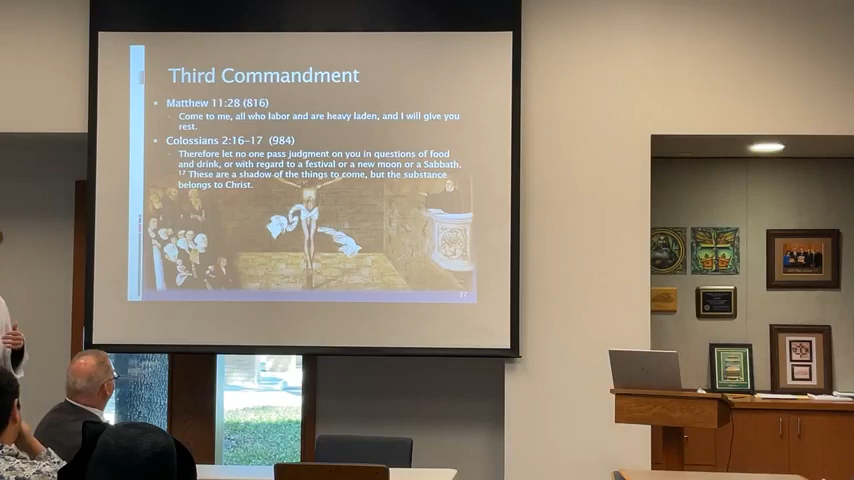 Third Commandment
Matthew 11:28 (816)
Come to me, all who labor and are heavy laden, and I will give you
rest.
Colossians 2:16-17 (984)
Therefore let no one pass judgment on you in questions of food
and drink, or with regard to a festival or a new moon or a Sabbath.
17 These are a shadow of the things to come, but the substance
belongs to Christ.
27